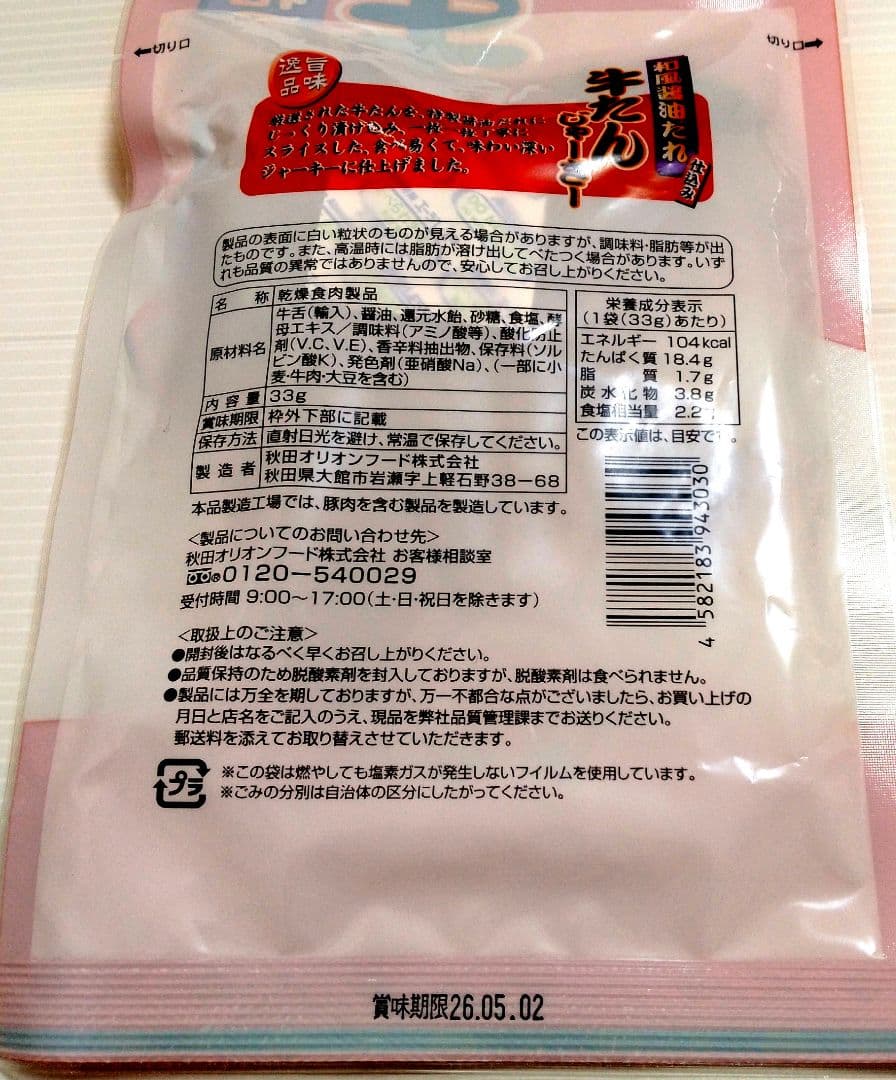 ←切り口
切り口→
旨味
逸品
和風醤油たれ
仕込み
牛たん
じゃーきー
厳選された牛たんを、特製醤油だれに
じっくり漬け込み、一枚一枚丁寧に
スライスした、食べ易くて、味わい深い
ジャーキーに仕上げました。
製品の表面に白い粒状のものが見える場合がありますが、調味料・脂肪等が出
たものです。また、高温時には脂肪が溶け出してべたつく場合があります。いず
れも品質の異常ではありませんので、安心してお召し上がりください。
名称 乾燥食肉製品
原材料名 牛舌(輸入)、醤油、還元水飴、砂糖、食塩、酵
母エキス/調味料(アミノ酸等)、酸化防止
剤(V.C、V.E)、香辛料抽出物、保存料(ソル
ビン酸K)、発色剤(亜硝酸Na)、(一部に小
麦・牛肉・大豆を含む)
内容量 33g
賞味期限 枠外下部に記載
保存方法 直射日光を避け、常温で保存してください。
製造者 秋田オリオンフード株式会社
秋田県大館市岩瀬字上軽石野38-68
栄養成分表示
(1袋(33g)あたり)
エネルギー 104kcal
たんぱく質 18.4g
脂質 1.7g
炭水化物 3.8g
食塩相当量 2.2g
この表示値は、目安です。
本品製造工場では、豚肉を含む製品を製造しています。
<製品についてのお問い合わせ先>
秋田オリオンフード株式会社 お客様相談室
0120-540029
受付時間 9:00〜17:00(土・日・祝日を除きます)
4 582183 943030
<取扱上のご注意>
●開封後はなるべく早くお召し上がりください。
●品質保持のため脱酸素剤を封入しておりますが、脱酸素剤は食べられません。
●製品には万全を期しておりますが、万一不都合な点がございましたら、お買い上げの
月日と店名をご記入のうえ、現品を弊社品質管理課までお送りください。
郵送料を添えてお取り替えさせていただきます。
プラ
※この袋は燃やしても塩素ガスが発生しないフイルムを使用しています。
※ごみの分別は自治体の区分にしたがってください。
賞味期限26.05.02